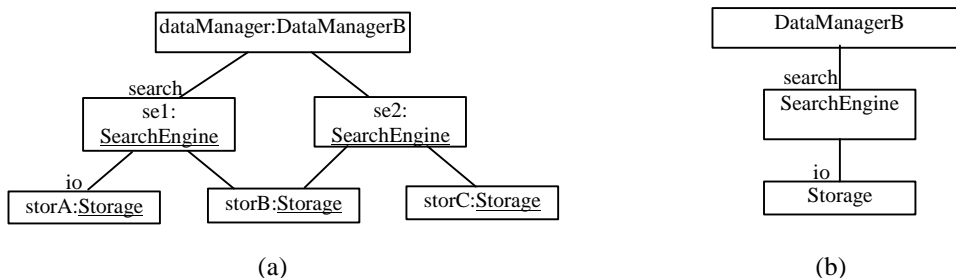 dataManager:DataManagerB
search
se1:
SearchEngine
se2:
SearchEngine
io
storA:Storage
storB:Storage
storC:Storage
(a)
DataManagerB
search
SearchEngine
io
Storage
(b)